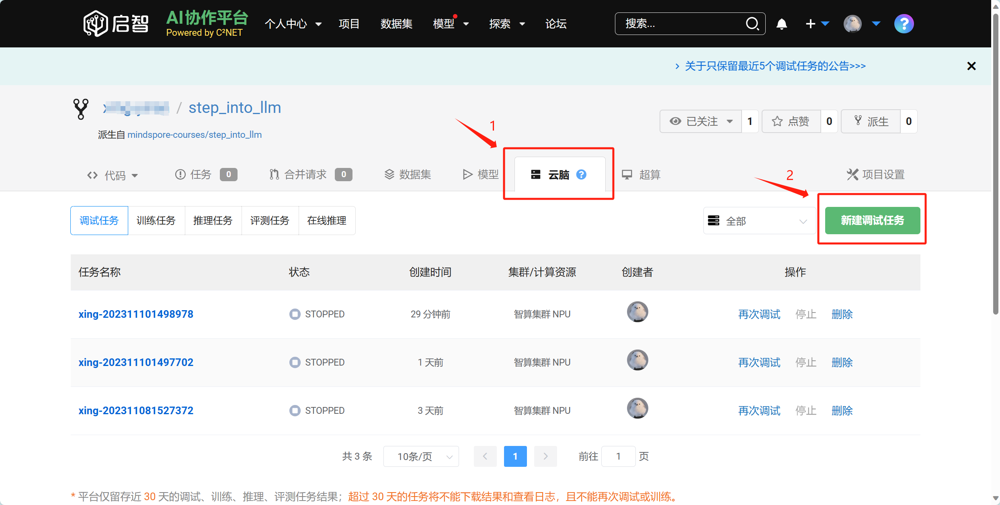 启智 AI协作平台 个人中心 项目 数据集 模型 探索 论坛 搜索... + ?
Powered by C²NET
关于只保留最近5个调试任务的公告>>>
/ step_into_llm
已关注 1 点赞 0 派生 0
派生自 mindspore-courses/step_into_llm
1
2
代码 任务 0 合并请求 0 数据集 模型 云脑 ? 超算 项目设置
调试任务 训练任务 推理任务 评测任务 在线推理 全部 新建调试任务
任务名称 状态 创建时间 集群/计算资源 创建者 操作
xing-202311101498978 STOPPED 29 分钟前 智算集群 NPU 再次调试 停止 删除
xing-202311101497702 STOPPED 1 天前 智算集群 NPU 再次调试 停止 删除
xing-202311081527372 STOPPED 3 天前 智算集群 NPU 再次调试 停止 删除
共 3 条 10条/页 < 1 > 前往 1 页
* 平台仅留存近 30 天的调试、训练、推理、评测任务结果；超过 30 天的任务将不能下载结果和查看日志，且不能再次调试或训练。